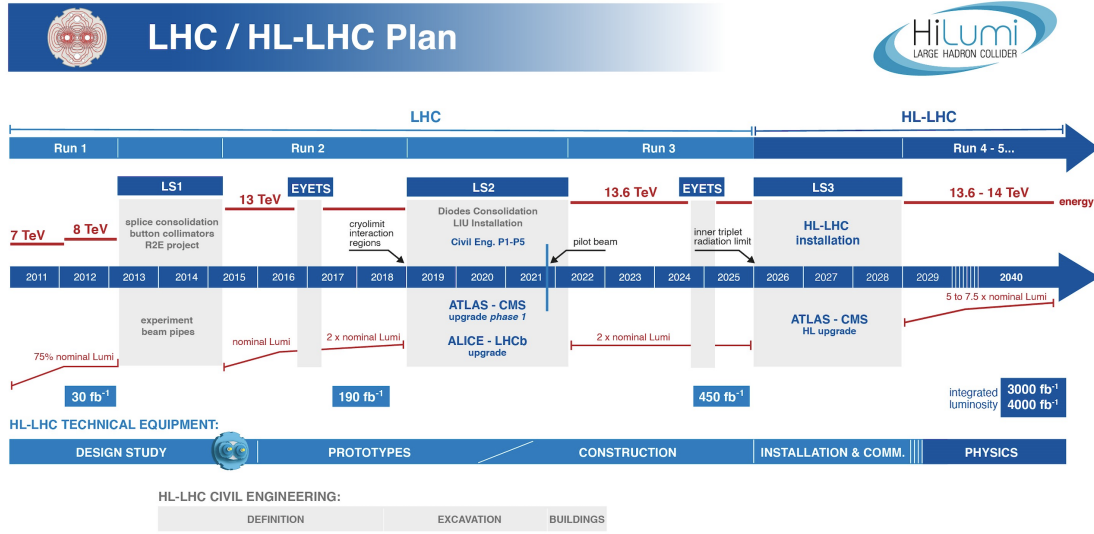 LHC / HL-LHC Plan
HiLumi
LARGE HADRON COLLIDER
LHC
HL-LHC
Run 1
Run 2
Run 3
Run 4 - 5...
LS1
EYETS
LS2
EYETS
LS3
13 TeV
13.6 TeV
13.6 - 14 TeV
energy
7 TeV
8 TeV
splice consolidation
button collimators
R2E project
cryolimit
interaction
regions
Diodes Consolidation
LIU Installation
Civil Eng. P1-P5
pilot beam
inner triplet
radiation limit
HL-LHC
installation
2011 2012 2013 2014 2015 2016 2017 2018 2019 2020 2021 2022 2023 2024 2025 2026 2027 2028 2029 2040
experiment
beam pipes
ATLAS - CMS
upgrade phase 1
ALICE - LHCb
upgrade
ATLAS - CMS
HL upgrade
5 to 7.5 x nominal Lumi
75% nominal Lumi
nominal Lumi
2 x nominal Lumi
2 x nominal Lumi
30 fb⁻¹
190 fb⁻¹
450 fb⁻¹
integrated
luminosity
3000 fb⁻¹
4000 fb⁻¹
HL-LHC TECHNICAL EQUIPMENT:
DESIGN STUDY
PROTOTYPES
CONSTRUCTION
INSTALLATION & COMM.
PHYSICS
HL-LHC CIVIL ENGINEERING:
DEFINITION
EXCAVATION
BUILDINGS